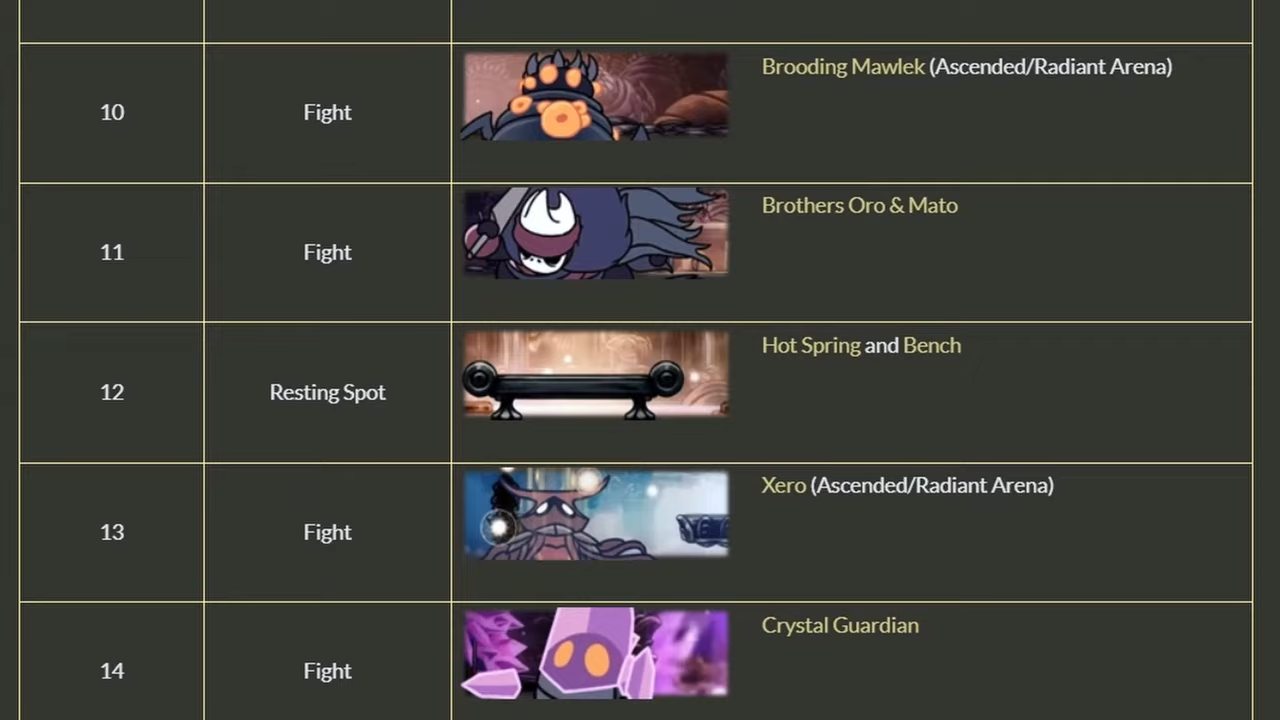 10 Fight Brooding Mawlek (Ascended/Radiant Arena)
11 Fight Brothers Oro & Mato
12 Resting Spot Hot Spring and Bench
13 Fight Xero (Ascended/Radiant Arena)
14 Fight Crystal Guardian